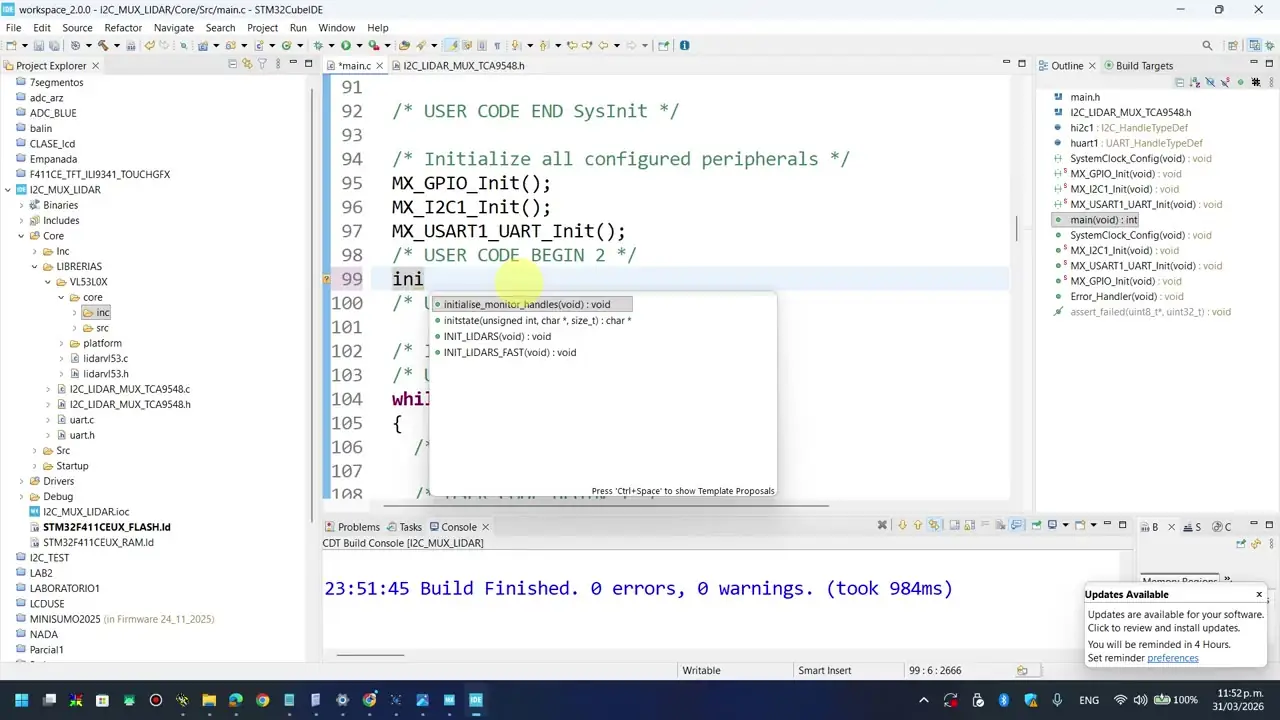 workspace_2.0.0 - I2C_MUX_LIDAR/Core/Src/main.c - STM32CubeIDE
File Edit Source Refactor Navigate Search Project Run Window Help
Project Explorer
7segmentos
adc_arz
ADC_BLUE
balin
CLASE_lcd
Empanada
F411CE_TFT_ILI9341_TOUCHGFX
I2C_MUX_LIDAR
Binaries
Includes
Core
Inc
LIBRERIAS
VL53L0X
core
inc
src
platform
lidarvl53.c
lidarvl53.h
I2C_LIDAR_MUX_TCA9548.c
I2C_LIDAR_MUX_TCA9548.h
uart.c
uart.h
Src
Startup
Drivers
Debug
I2C_MUX_LIDAR.ioc
STM32F411CEUX_FLASH.ld
STM32F411CEUX_RAM.ld
I2C_TEST
LAB2
LABORATORIO1
LCDUSE
MINISUMO2025 (in Firmware 24_11_2025)
NADA
Parcial1
*main.c I2C_LIDAR_MUX_TCA9548.h
91
92 /* USER CODE END SysInit */
93
94 /* Initialize all configured peripherals */
95 MX_GPIO_Init();
96 MX_I2C1_Init();
97 MX_USART1_UART_Init();
98 /* USER CODE BEGIN 2 */
99 ini
100 /* U
101
102 /* I
103 /* U
104 whil
105 {
106 /*
107
108 /*
initialise_monitor_handles(void) : void
initstate(unsigned int, char *, size_t) : char *
INIT_LIDARS(void) : void
INIT_LIDARS_FAST(void) : void
Press 'Ctrl+Space' to show Template Proposals
Outline Build Targets
main.h
I2C_LIDAR_MUX_TCA9548.h
hi2c1 : I2C_HandleTypeDef
huart1 : UART_HandleTypeDef
SystemClock_Config(void) : void
MX_GPIO_Init(void) : void
MX_I2C1_Init(void) : void
MX_USART1_UART_Init(void) : void
main(void) : int
SystemClock_Config(void) : void
MX_I2C1_Init(void) : void
MX_USART1_UART_Init(void) : void
MX_GPIO_Init(void) : void
Error_Handler(void) : void
assert_failed(uint8_t*, uint32_t) : void
Problems Tasks Console
CDT Build Console [I2C_MUX_LIDAR]
23:51:45 Build Finished. 0 errors, 0 warnings. (took 984ms)
B S C
Memory Regions
Updates Available
Updates are available for your software.
Click to review and install updates.
You will be reminded in 4 Hours.
Set reminder preferences
Writable Smart Insert 99 : 6 : 2666
IDE
ENG 100% 11:52 p.m.
31/03/2026